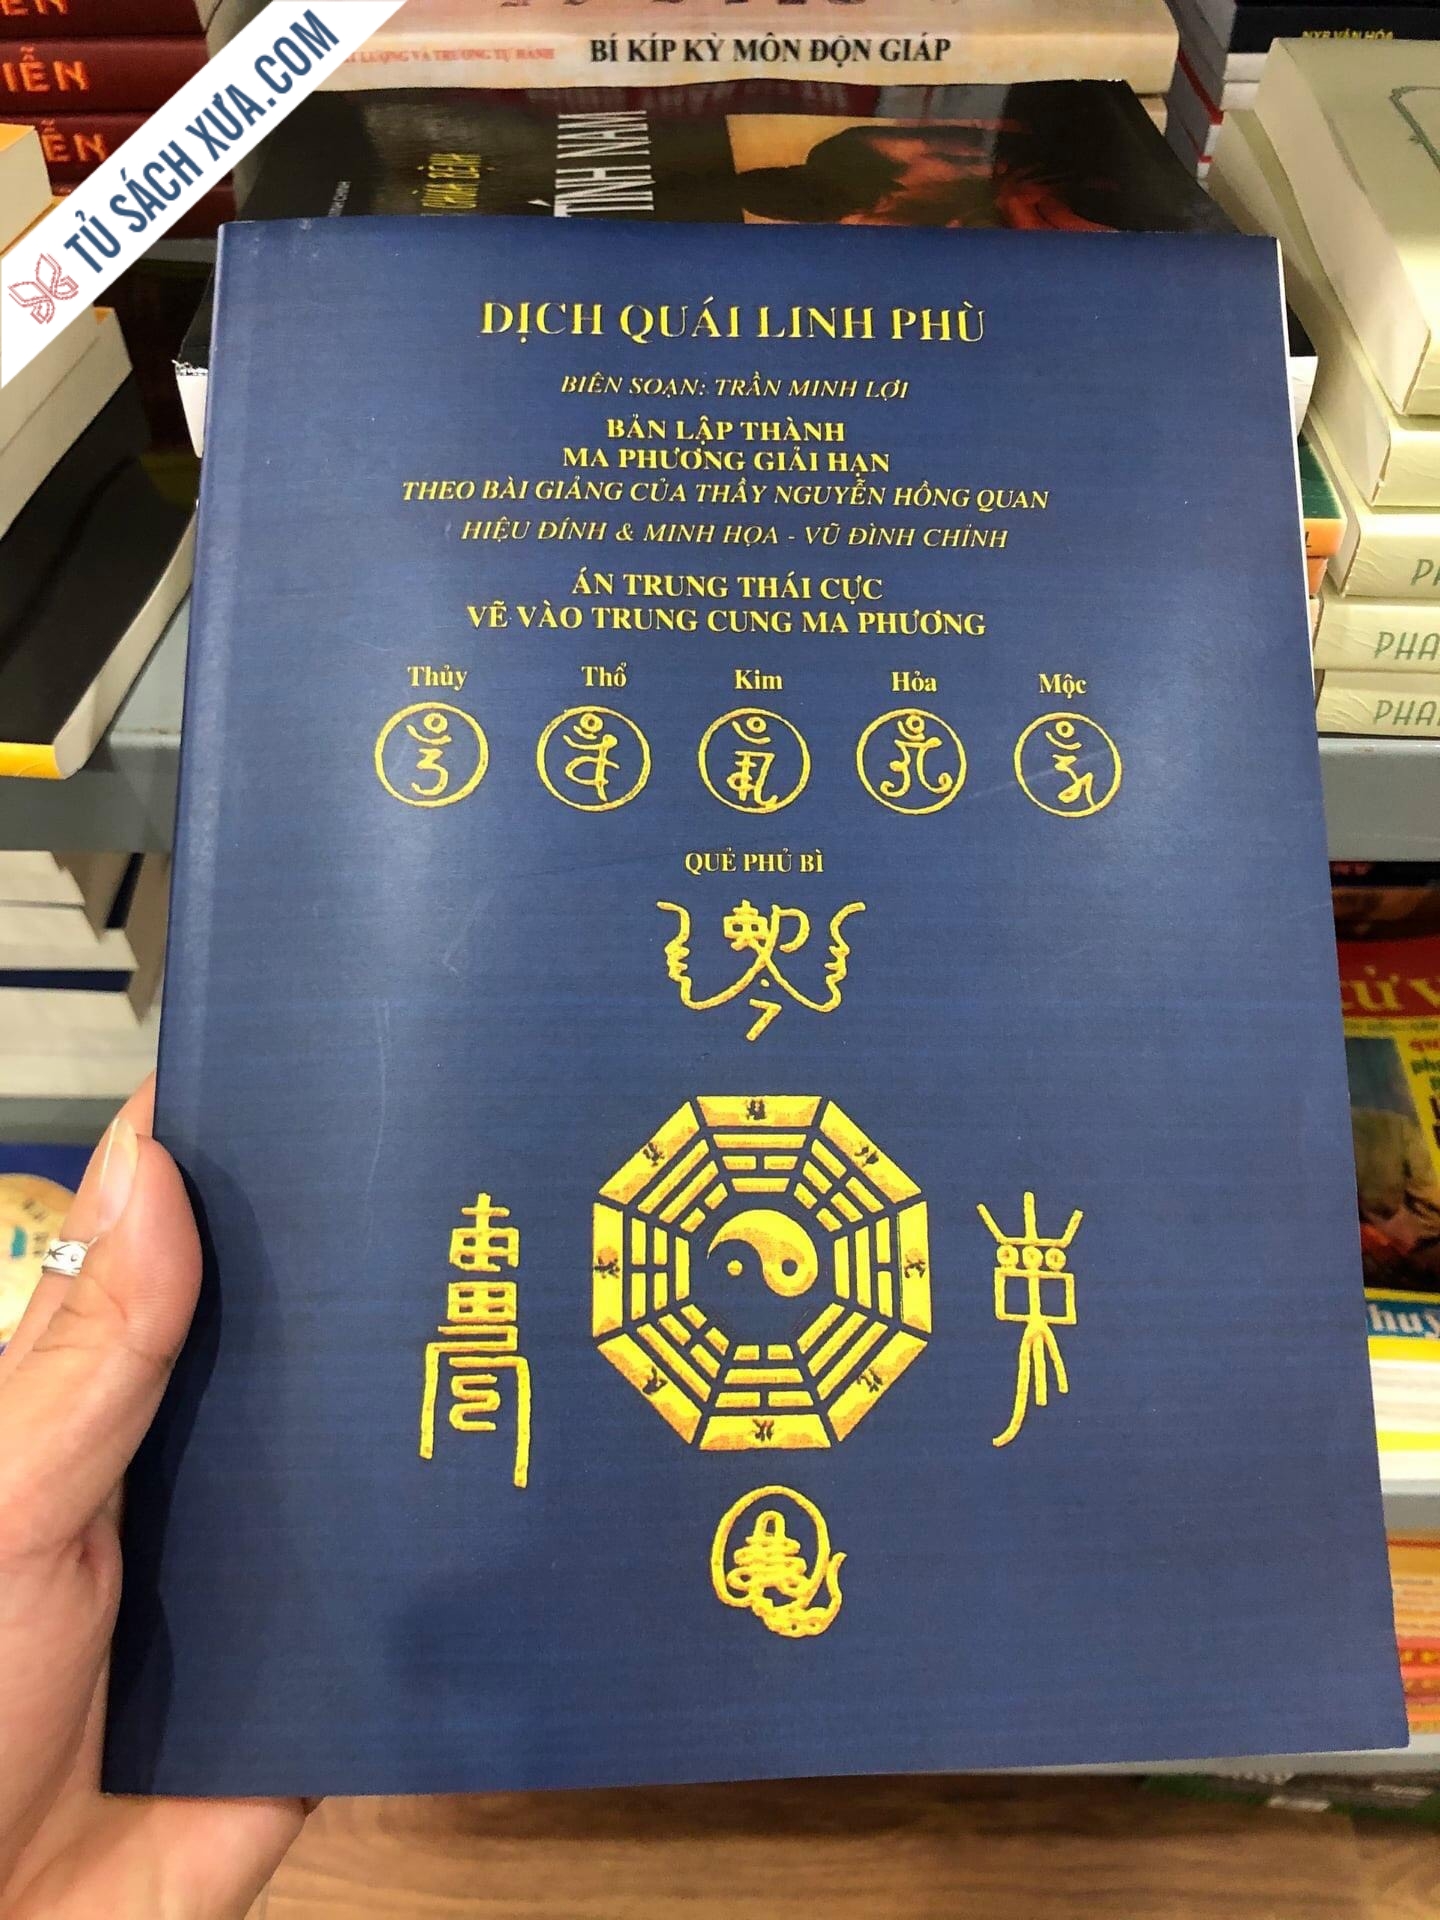 TỦ SÁCH XƯA.COM
BÍ KÍP KỲ MÔN ĐỘN GIÁP
DỊCH QUÁI LINH PHÙ
BIÊN SOẠN: TRẦN MINH LỢI
BẢN LẬP THÀNH
MA PHƯƠNG GIẢI HẠN
THEO BÀI GIẢNG CỦA THẦY NGUYỄN HỒNG QUAN
HIỆU ĐÍNH & MINH HỌA - VŨ ĐÌNH CHỈNH
ÁN TRUNG THÁI CỰC
VẼ VÀO TRUNG CUNG MA PHƯƠNG
Thủy Thổ Kim Hỏa Mộc
QUẺ PHỦ BÌ